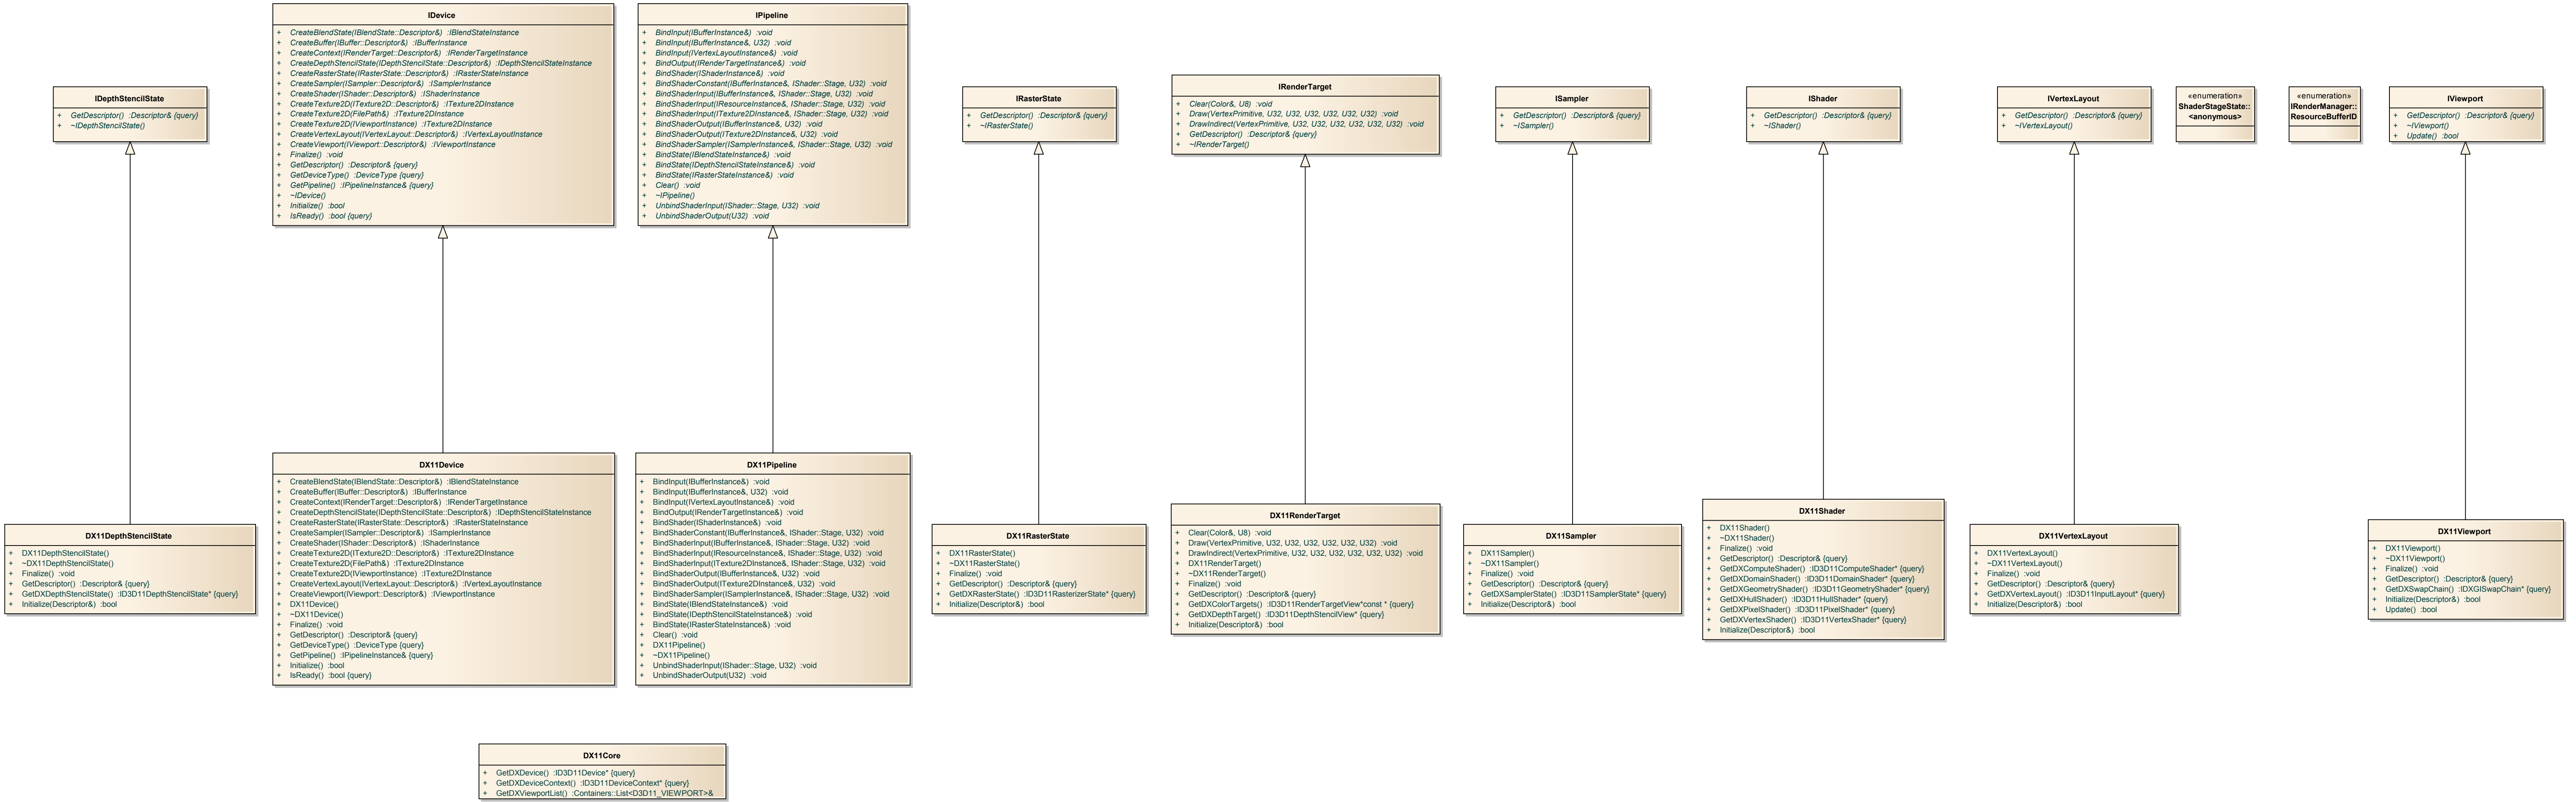 IDepthStencilState
+ GetDescriptor() :Descriptor& {query}
+ ~IDepthStencilState()
IDevice
+ CreateBlendState(IBlendState::Descriptor&) :IBlendStateInstance
+ CreateBuffer(IBuffer::Descriptor&) :IBufferInstance
+ CreateContext(IRenderTarget::Descriptor&) :IRenderTargetInstance
+ CreateDepthStencilState(IDepthStencilState::Descriptor&) :IDepthStencilStateInstance
+ CreateRasterState(IRasterState::Descriptor&) :IRasterStateInstance
+ CreateSampler(ISampler::Descriptor&) :ISamplerInstance
+ CreateShader(IShader::Descriptor&) :IShaderInstance
+ CreateTexture2D(ITexture2D::Descriptor&) :ITexture2DInstance
+ CreateTexture2D(FilePath&) :ITexture2DInstance
+ CreateTexture2D(IViewportInstance) :ITexture2DInstance
+ CreateVertexLayout(IVertexLayout::Descriptor&) :IVertexLayoutInstance
+ CreateViewport(IViewport::Descriptor&) :IViewportInstance
+ Finalize() :void
+ GetDescriptor() :Descriptor& {query}
+ GetDeviceType() :DeviceType {query}
+ GetPipeline() :IPipelineInstance& {query}
+ ~IDevice()
+ Initialize() :bool
+ IsReady() :bool {query}
IPipeline
+ BindInput(IBufferInstance&) :void
+ BindInput(IBufferInstance&, U32) :void
+ BindInput(IVertexLayoutInstance&) :void
+ BindOutput(IRenderTargetInstance&) :void
+ BindShader(IShaderInstance&) :void
+ BindShaderConstant(IBufferInstance&, IShader::Stage, U32) :void
+ BindShaderInput(IBufferInstance&, IShader::Stage, U32) :void
+ BindShaderInput(IResourceInstance&, IShader::Stage, U32) :void
+ BindShaderInput(ITexture2DInstance&, IShader::Stage, U32) :void
+ BindShaderOutput(IBufferInstance&, U32) :void
+ BindShaderOutput(ITexture2DInstance&, U32) :void
+ BindShaderSampler(ISamplerInstance&, IShader::Stage, U32) :void
+ BindState(IBlendStateInstance&) :void
+ BindState(IDepthStencilStateInstance&) :void
+ BindState(IRasterStateInstance&) :void
+ Clear() :void
+ ~IPipeline()
+ UnbindShaderInput(IShader::Stage, U32) :void
+ UnbindShaderOutput(U32) :void
IRasterState
+ GetDescriptor() :Descriptor& {query}
+ ~IRasterState()
IRenderTarget
+ Clear(Color&, U8) :void
+ Draw(VertexPrimitive, U32, U32, U32, U32, U32, U32) :void
+ DrawIndirect(VertexPrimitive, U32, U32, U32, U32, U32, U32) :void
+ GetDescriptor() :Descriptor& {query}
+ ~IRenderTarget()
ISampler
+ GetDescriptor() :Descriptor& {query}
+ ~ISampler()
IShader
+ GetDescriptor() :Descriptor& {query}
+ ~IShader()
IVertexLayout
+ GetDescriptor() :Descriptor& {query}
+ ~IVertexLayout()
«enumeration»
ShaderStageState::
<anonymous>
«enumeration»
IRenderManager::
ResourceBufferID
IViewport
+ GetDescriptor() :Descriptor& {query}
+ ~IViewport()
+ Update() :bool
DX11DepthStencilState
+ DX11DepthStencilState()
+ ~DX11DepthStencilState()
+ Finalize() :void
+ GetDescriptor() :Descriptor& {query}
+ GetDXDepthStencilState() :ID3D11DepthStencilState* {query}
+ Initialize(Descriptor&) :bool
DX11Device
+ CreateBlendState(IBlendState::Descriptor&) :IBlendStateInstance
+ CreateBuffer(IBuffer::Descriptor&) :IBufferInstance
+ CreateContext(IRenderTarget::Descriptor&) :IRenderTargetInstance
+ CreateDepthStencilState(IDepthStencilState::Descriptor&) :IDepthStencilStateInstance
+ CreateRasterState(IRasterState::Descriptor&) :IRasterStateInstance
+ CreateSampler(ISampler::Descriptor&) :ISamplerInstance
+ CreateShader(IShader::Descriptor&) :IShaderInstance
+ CreateTexture2D(ITexture2D::Descriptor&) :ITexture2DInstance
+ CreateTexture2D(FilePath&) :ITexture2DInstance
+ CreateTexture2D(IViewportInstance) :ITexture2DInstance
+ CreateVertexLayout(IVertexLayout::Descriptor&) :IVertexLayoutInstance
+ CreateViewport(IViewport::Descriptor&) :IViewportInstance
+ DX11Device()
+ ~DX11Device()
+ Finalize() :void
+ GetDescriptor() :Descriptor& {query}
+ GetDeviceType() :DeviceType {query}
+ GetPipeline() :IPipelineInstance& {query}
+ Initialize() :bool
+ IsReady() :bool {query}
DX11Pipeline
+ BindInput(IBufferInstance&) :void
+ BindInput(IBufferInstance&, U32) :void
+ BindInput(IVertexLayoutInstance&) :void
+ BindOutput(IRenderTargetInstance&) :void
+ BindShader(IShaderInstance&) :void
+ BindShaderConstant(IBufferInstance&, IShader::Stage, U32) :void
+ BindShaderInput(IBufferInstance&, IShader::Stage, U32) :void
+ BindShaderInput(IResourceInstance&, IShader::Stage, U32) :void
+ BindShaderInput(ITexture2DInstance&, IShader::Stage, U32) :void
+ BindShaderOutput(IBufferInstance&, U32) :void
+ BindShaderOutput(ITexture2DInstance&, U32) :void
+ BindShaderSampler(ISamplerInstance&, IShader::Stage, U32) :void
+ BindState(IBlendStateInstance&) :void
+ BindState(IDepthStencilStateInstance&) :void
+ BindState(IRasterStateInstance&) :void
+ Clear() :void
+ DX11Pipeline()
+ ~DX11Pipeline()
+ UnbindShaderInput(IShader::Stage, U32) :void
+ UnbindShaderOutput(U32) :void
DX11RasterState
+ DX11RasterState()
+ ~DX11RasterState()
+ Finalize() :void
+ GetDescriptor() :Descriptor& {query}
+ GetDXRasterState() :ID3D11RasterizerState* {query}
+ Initialize(Descriptor&) :bool
DX11RenderTarget
+ Clear(Color&, U8) :void
+ Draw(VertexPrimitive, U32, U32, U32, U32, U32, U32) :void
+ DrawIndirect(VertexPrimitive, U32, U32, U32, U32, U32, U32) :void
+ DX11RenderTarget()
+ ~DX11RenderTarget()
+ Finalize() :void
+ GetDescriptor() :Descriptor& {query}
+ GetDXColorTargets() :ID3D11RenderTargetView*const * {query}
+ GetDXDepthTarget() :ID3D11DepthStencilView* {query}
+ Initialize(Descriptor&) :bool
DX11Sampler
+ DX11Sampler()
+ ~DX11Sampler()
+ Finalize() :void
+ GetDescriptor() :Descriptor& {query}
+ GetDXSamplerState() :ID3D11SamplerState* {query}
+ Initialize(Descriptor&) :bool
DX11Shader
+ DX11Shader()
+ ~DX11Shader()
+ Finalize() :void
+ GetDescriptor() :Descriptor& {query}
+ GetDXComputeShader() :ID3D11ComputeShader* {query}
+ GetDXDomainShader() :ID3D11DomainShader* {query}
+ GetDXGeometryShader() :ID3D11GeometryShader* {query}
+ GetDXHullShader() :ID3D11HullShader* {query}
+ GetDXPixelShader() :ID3D11PixelShader* {query}
+ GetDXVertexShader() :ID3D11VertexShader* {query}
+ Initialize(Descriptor&) :bool
DX11VertexLayout
+ DX11VertexLayout()
+ ~DX11VertexLayout()
+ Finalize() :void
+ GetDescriptor() :Descriptor& {query}
+ GetDXVertexLayout() :ID3D11InputLayout* {query}
+ Initialize(Descriptor&) :bool
DX11Viewport
+ DX11Viewport()
+ ~DX11Viewport()
+ Finalize() :void
+ GetDescriptor() :Descriptor& {query}
+ GetDXSwapChain() :IDXGISwapChain* {query}
+ Initialize(Descriptor&) :bool
+ Update() :bool
DX11Core
+ GetDXDevice() :ID3D11Device* {query}
+ GetDXDeviceContext() :ID3D11DeviceContext* {query}
+ GetDXViewportList() :Containers::List<D3D11_VIEWPORT>&